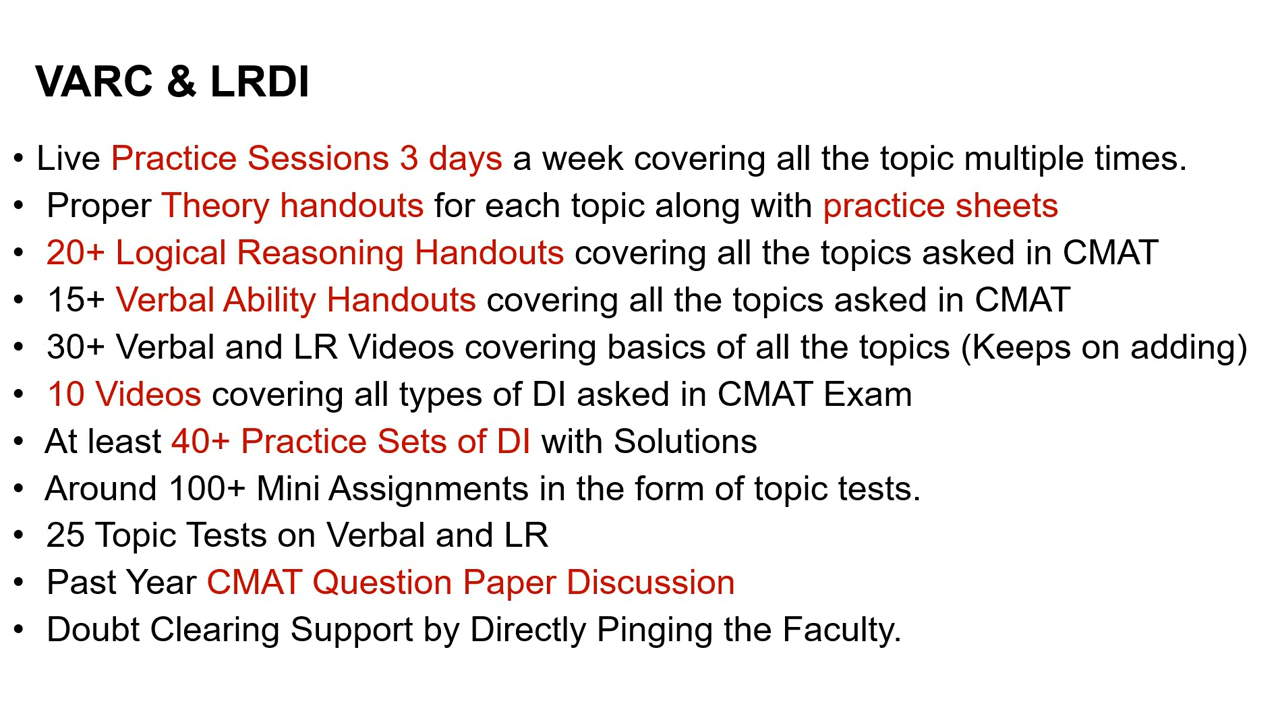 VARC & LRDI
• Live Practice Sessions 3 days a week covering all the topic multiple times.
• Proper Theory handouts for each topic along with practice sheets
• 20+ Logical Reasoning Handouts covering all the topics asked in CMAT
• 15+ Verbal Ability Handouts covering all the topics asked in CMAT
• 30+ Verbal and LR Videos covering basics of all the topics (Keeps on adding)
• 10 Videos covering all types of DI asked in CMAT Exam
• At least 40+ Practice Sets of DI with Solutions
• Around 100+ Mini Assignments in the form of topic tests.
• 25 Topic Tests on Verbal and LR
• Past Year CMAT Question Paper Discussion
• Doubt Clearing Support by Directly Pinging the Faculty.